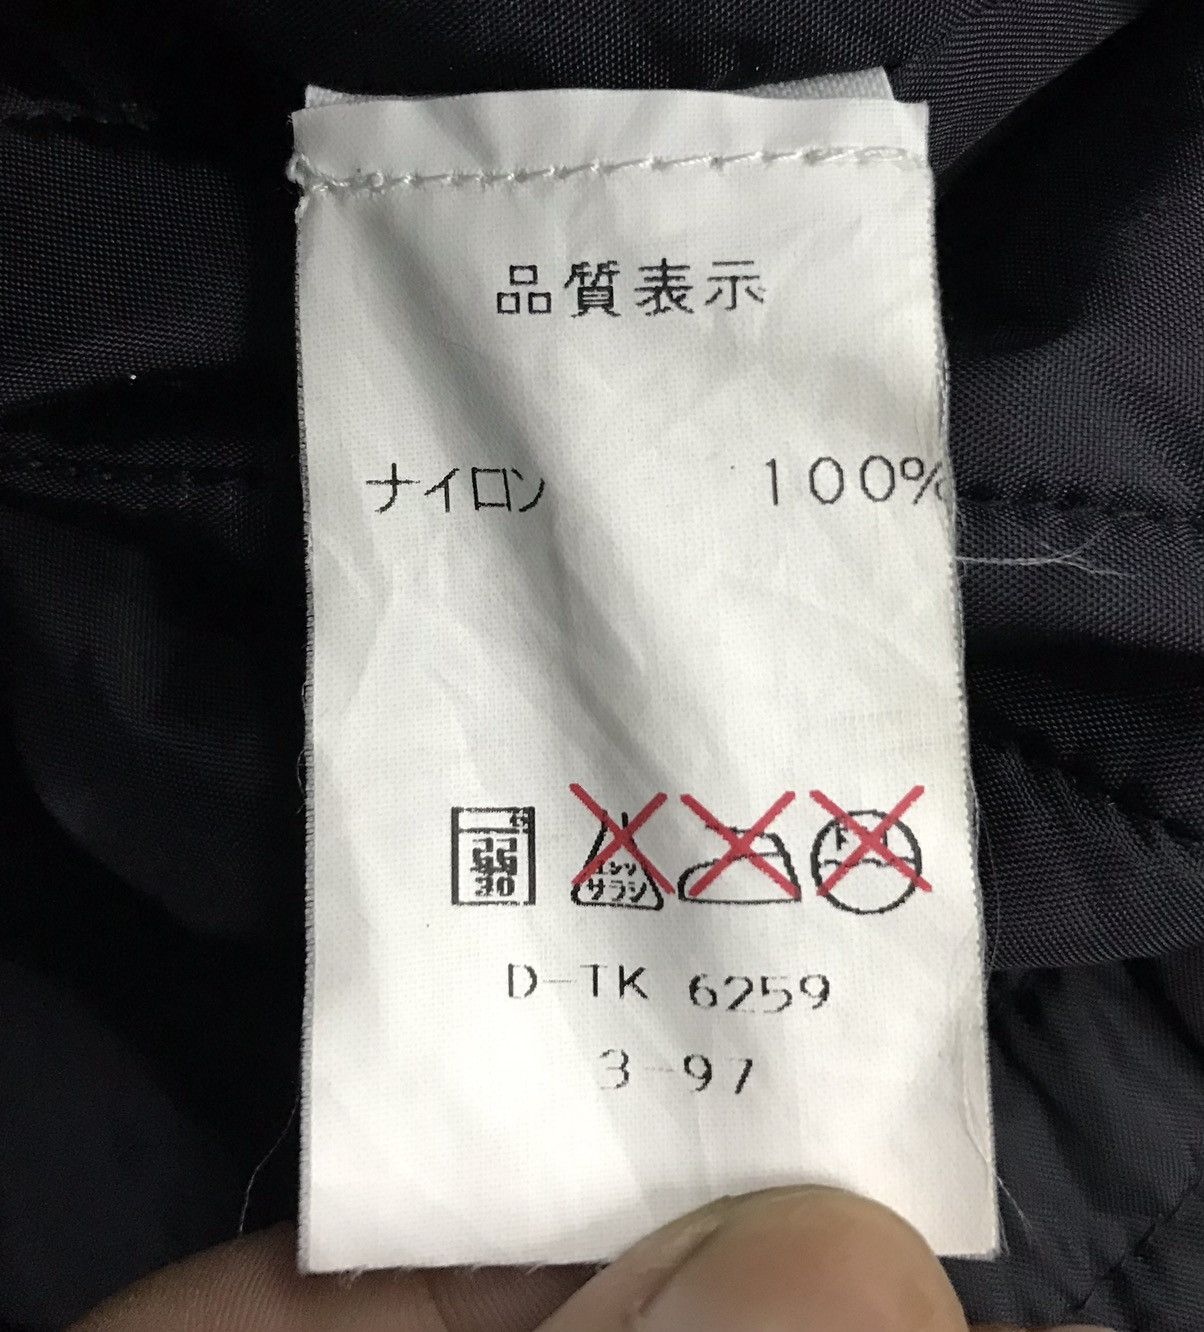 品質表示
ナイロン 100%
弱 30 エンソ サラシ ドライ
D-TK 6259
3-97